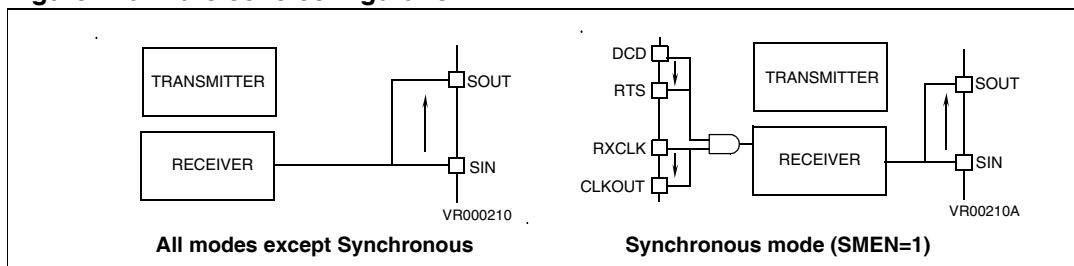 TRANSMITTER
SOUT
RECEIVER
SIN
VR000210
All modes except Synchronous
DCD
RTS
TRANSMITTER
SOUT
RXCLK
RECEIVER
SIN
CLKOUT
VR00210A
Synchronous mode (SMEN=1)